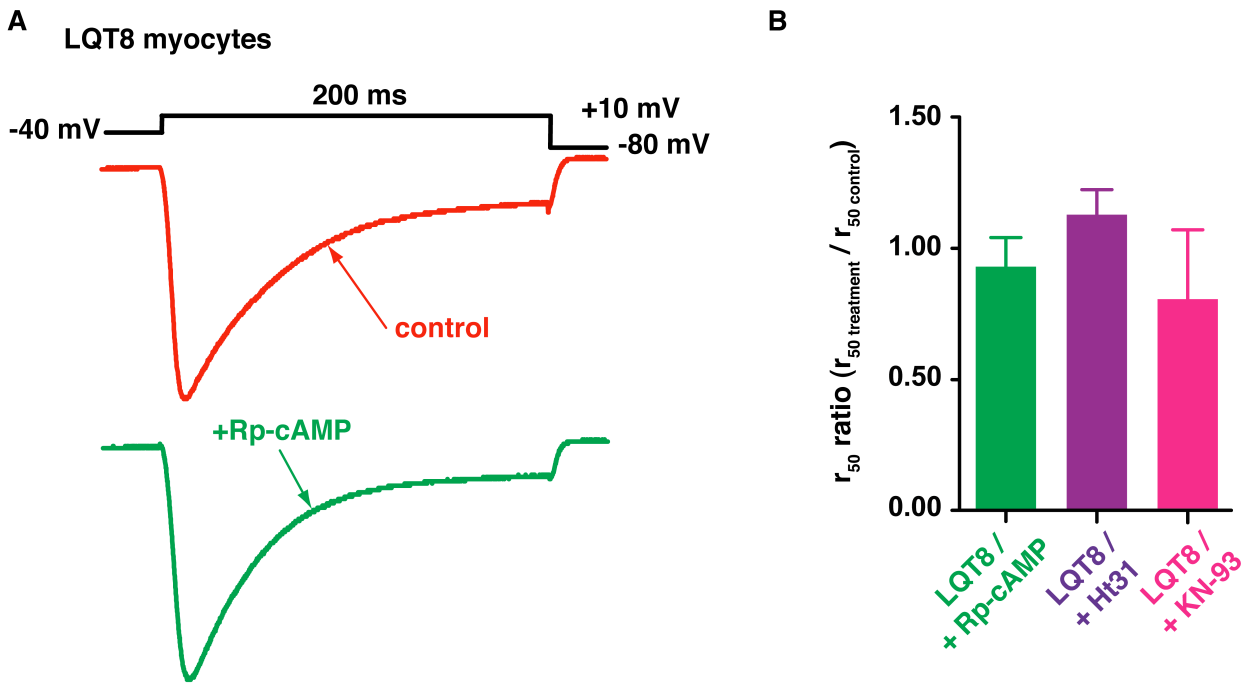 A
LQT8 myocytes
200 ms
-40 mV
+10 mV
-80 mV
control
+Rp-cAMP
B
r50 ratio (r50 treatment / r50 control)
1.50
1.00
0.50
0.00
LQT8 /
+ Rp-cAMP
LQT8 /
+ Ht31
LQT8 /
+ KN-93